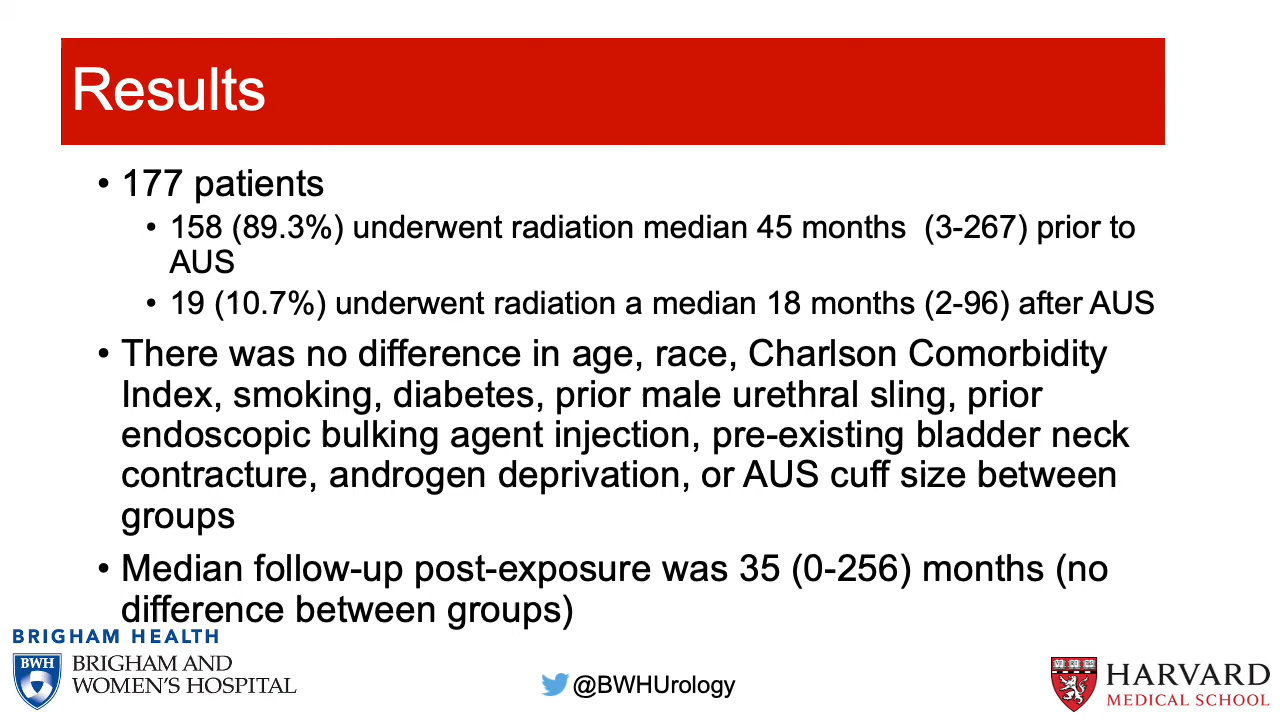 Results
• 177 patients
• 158 (89.3%) underwent radiation median 45 months (3-267) prior to
AUS
• 19 (10.7%) underwent radiation a median 18 months (2-96) after AUS
• There was no difference in age, race, Charlson Comorbidity
Index, smoking, diabetes, prior male urethral sling, prior
endoscopic bulking agent injection, pre-existing bladder neck
contracture, androgen deprivation, or AUS cuff size between
groups
• Median follow-up post-exposure was 35 (0-256) months (no
difference between groups)
BRIGHAM HEALTH
BWH
BRIGHAM AND
WOMEN'S HOSPITAL
@BWHUrology
HARVARD
MEDICAL SCHOOL